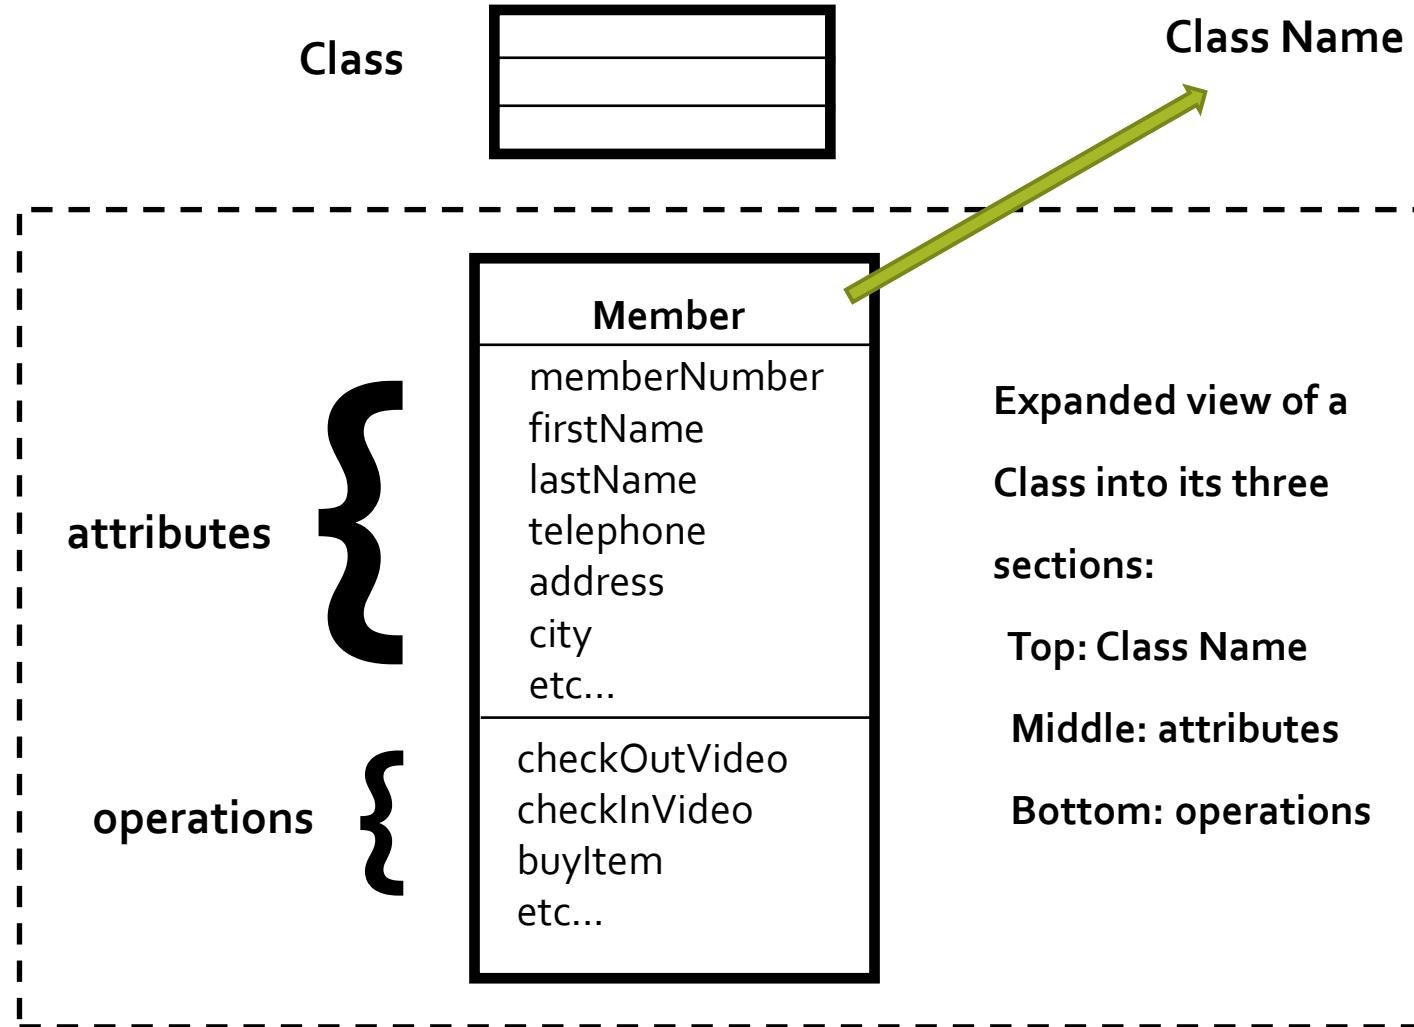 Class
Class Name
Member
memberNumber
firstName
lastName
telephone
address
city
etc...
attributes
checkOutVideo
checkInVideo
buyItem
etc...
operations
Expanded view of a
Class into its three
sections:
Top: Class Name
Middle: attributes
Bottom: operations